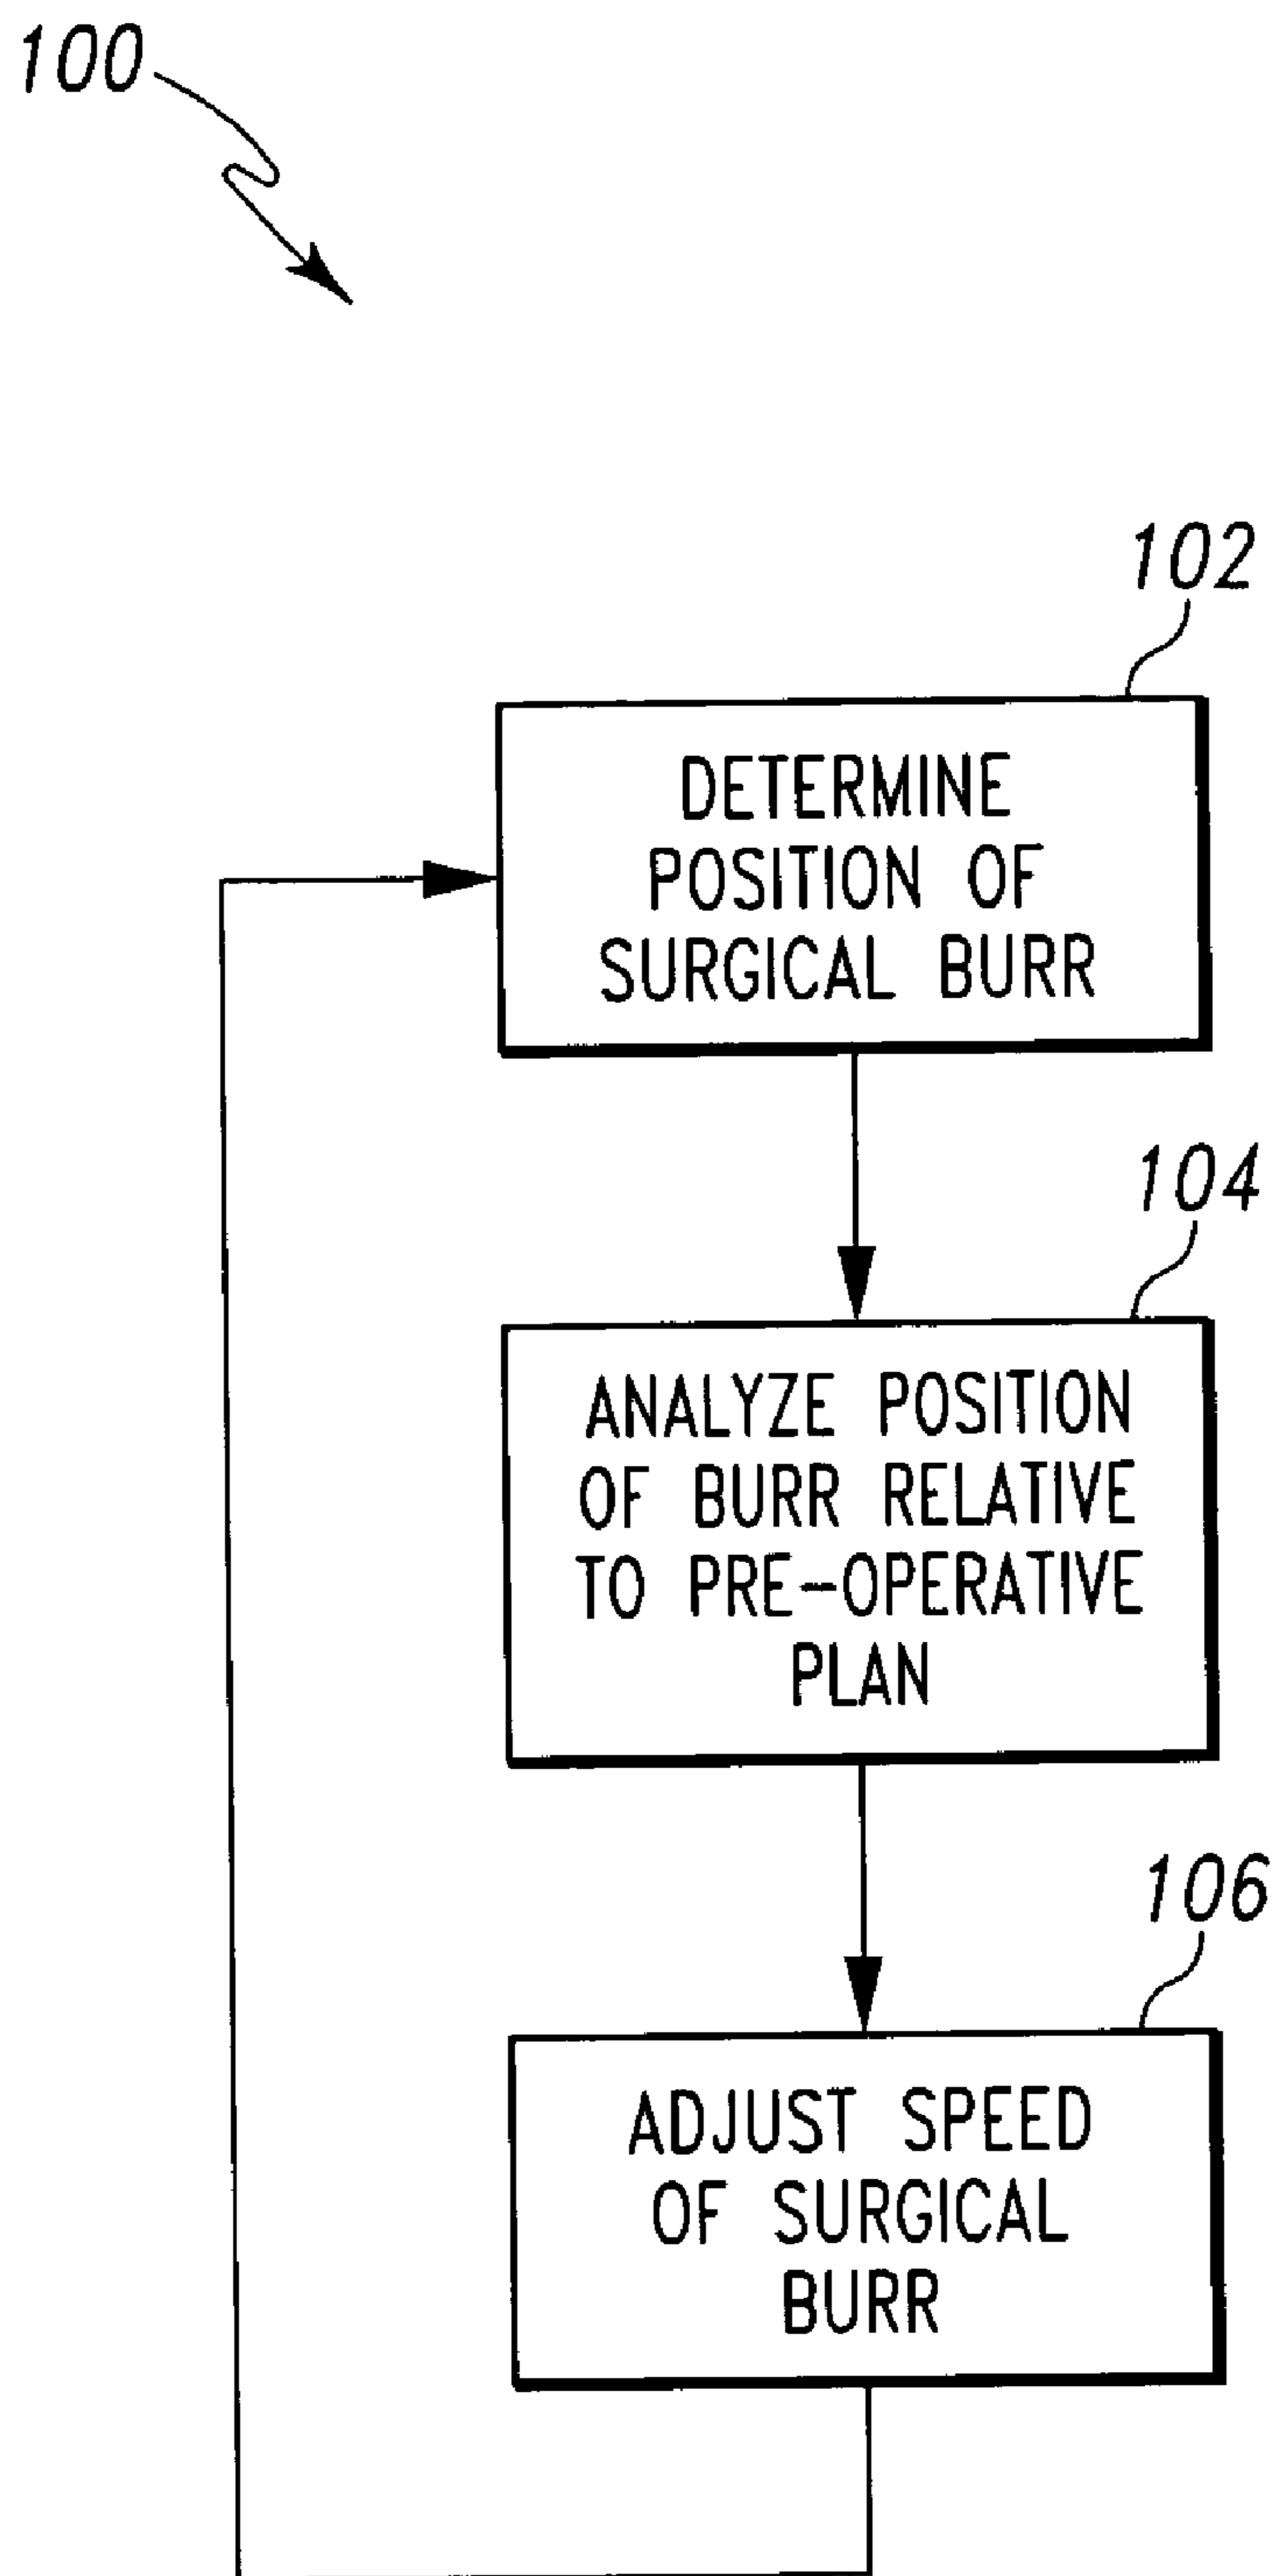 100
102
DETERMINE
POSITION OF
SURGICAL BURR
104
ANALYZE POSITION
OF BURR RELATIVE
TO PRE-OPERATIVE
PLAN
106
ADJUST SPEED
OF SURGICAL
BURR